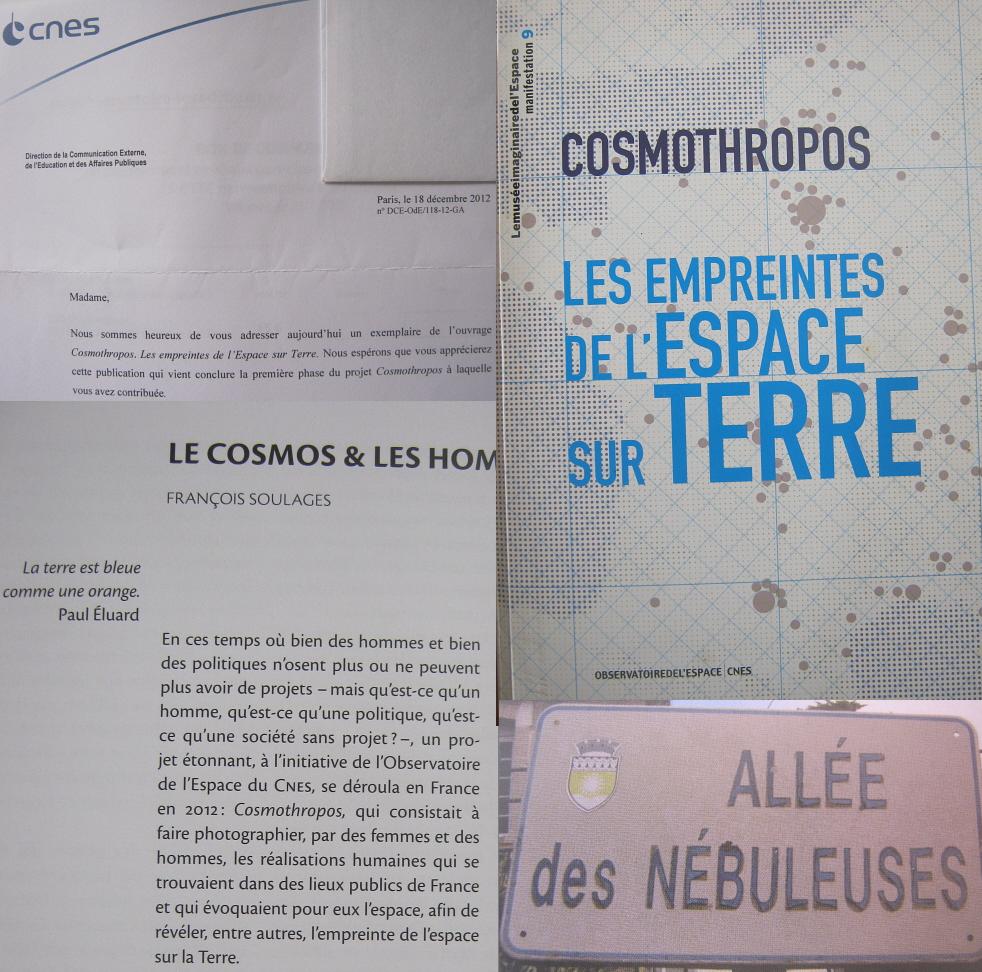 cnes
Direction de la Communication Externe,
de l'Education et des Affaires Publiques
Paris, le 18 décembre 2012
n° DCE-OdE/118-12-GA
Madame,
Nous sommes heureux de vous adresser aujourd'hui un exemplaire de l'ouvrage
Cosmothropos. Les empreintes de l'Espace sur Terre. Nous espérons que vous apprécierez
cette publication qui vient conclure la première phase du projet Cosmothropos à laquelle
vous avez contribuée.
LE COSMOS & LES HOM
FRANÇOIS SOULAGES
La terre est bleue
comme une orange.
Paul Éluard
En ces temps où bien des hommes et bien
des politiques n'osent plus ou ne peuvent
plus avoir de projets – mais qu'est-ce qu'un
homme, qu'est-ce qu'une politique, qu'est-
ce qu'une société sans projet ? –, un pro-
jet étonnant, à l'initiative de l'Observatoire
de l'Espace du CNES, se déroula en France
en 2012 : Cosmothropos, qui consistait à
faire photographier, par des femmes et des
hommes, les réalisations humaines qui se
trouvaient dans des lieux publics de France
et qui évoquaient pour eux l'espace, afin de
révéler, entre autres, l'empreinte de l'espace
sur la Terre.
Lemuséeimaginairedel'Espace
manifestation 9
COSMOTHROPOS
LES EMPREINTES
DE L'ESPACE
SUR TERRE
OBSERVATOIREDEL'ESPACE CNES
ALLÉE
des NÉBULEUSES